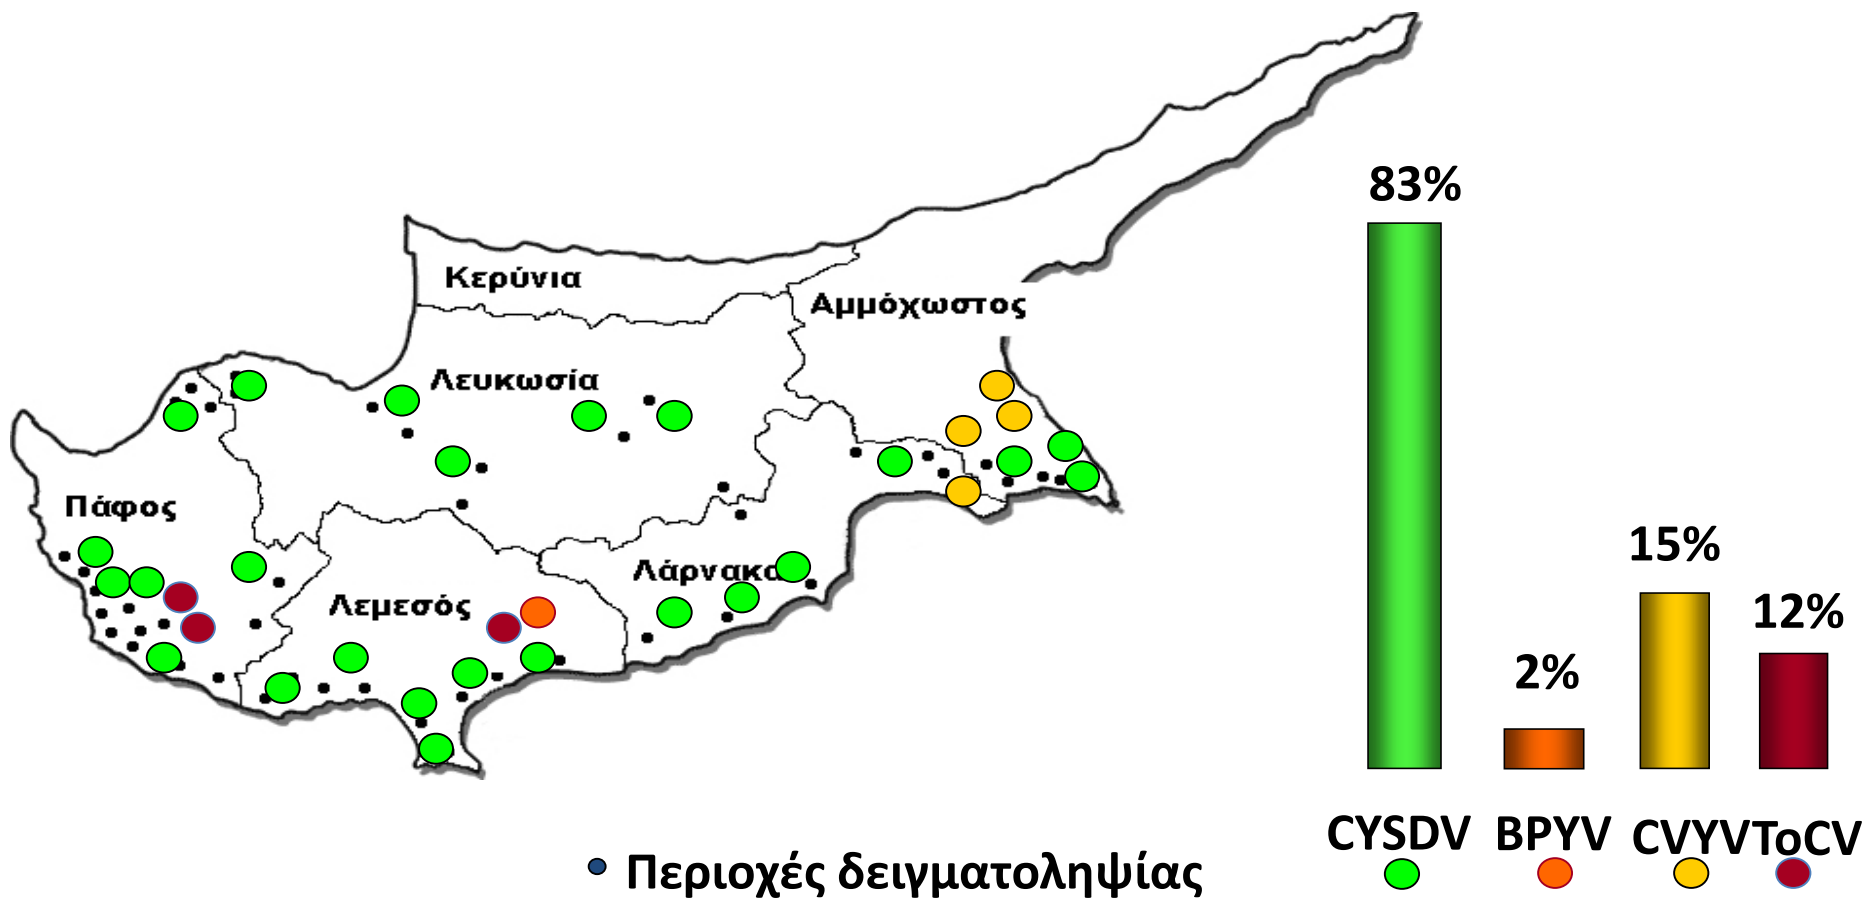 83%
Κερύνια
Αμμόχωστος
Λευκωσία
Πάφος
15%
Λάρνακα
Λεμεσός
12%
2%
CYSDV BPYV CVYV ToCV
Περιοχές δειγματοληψίας